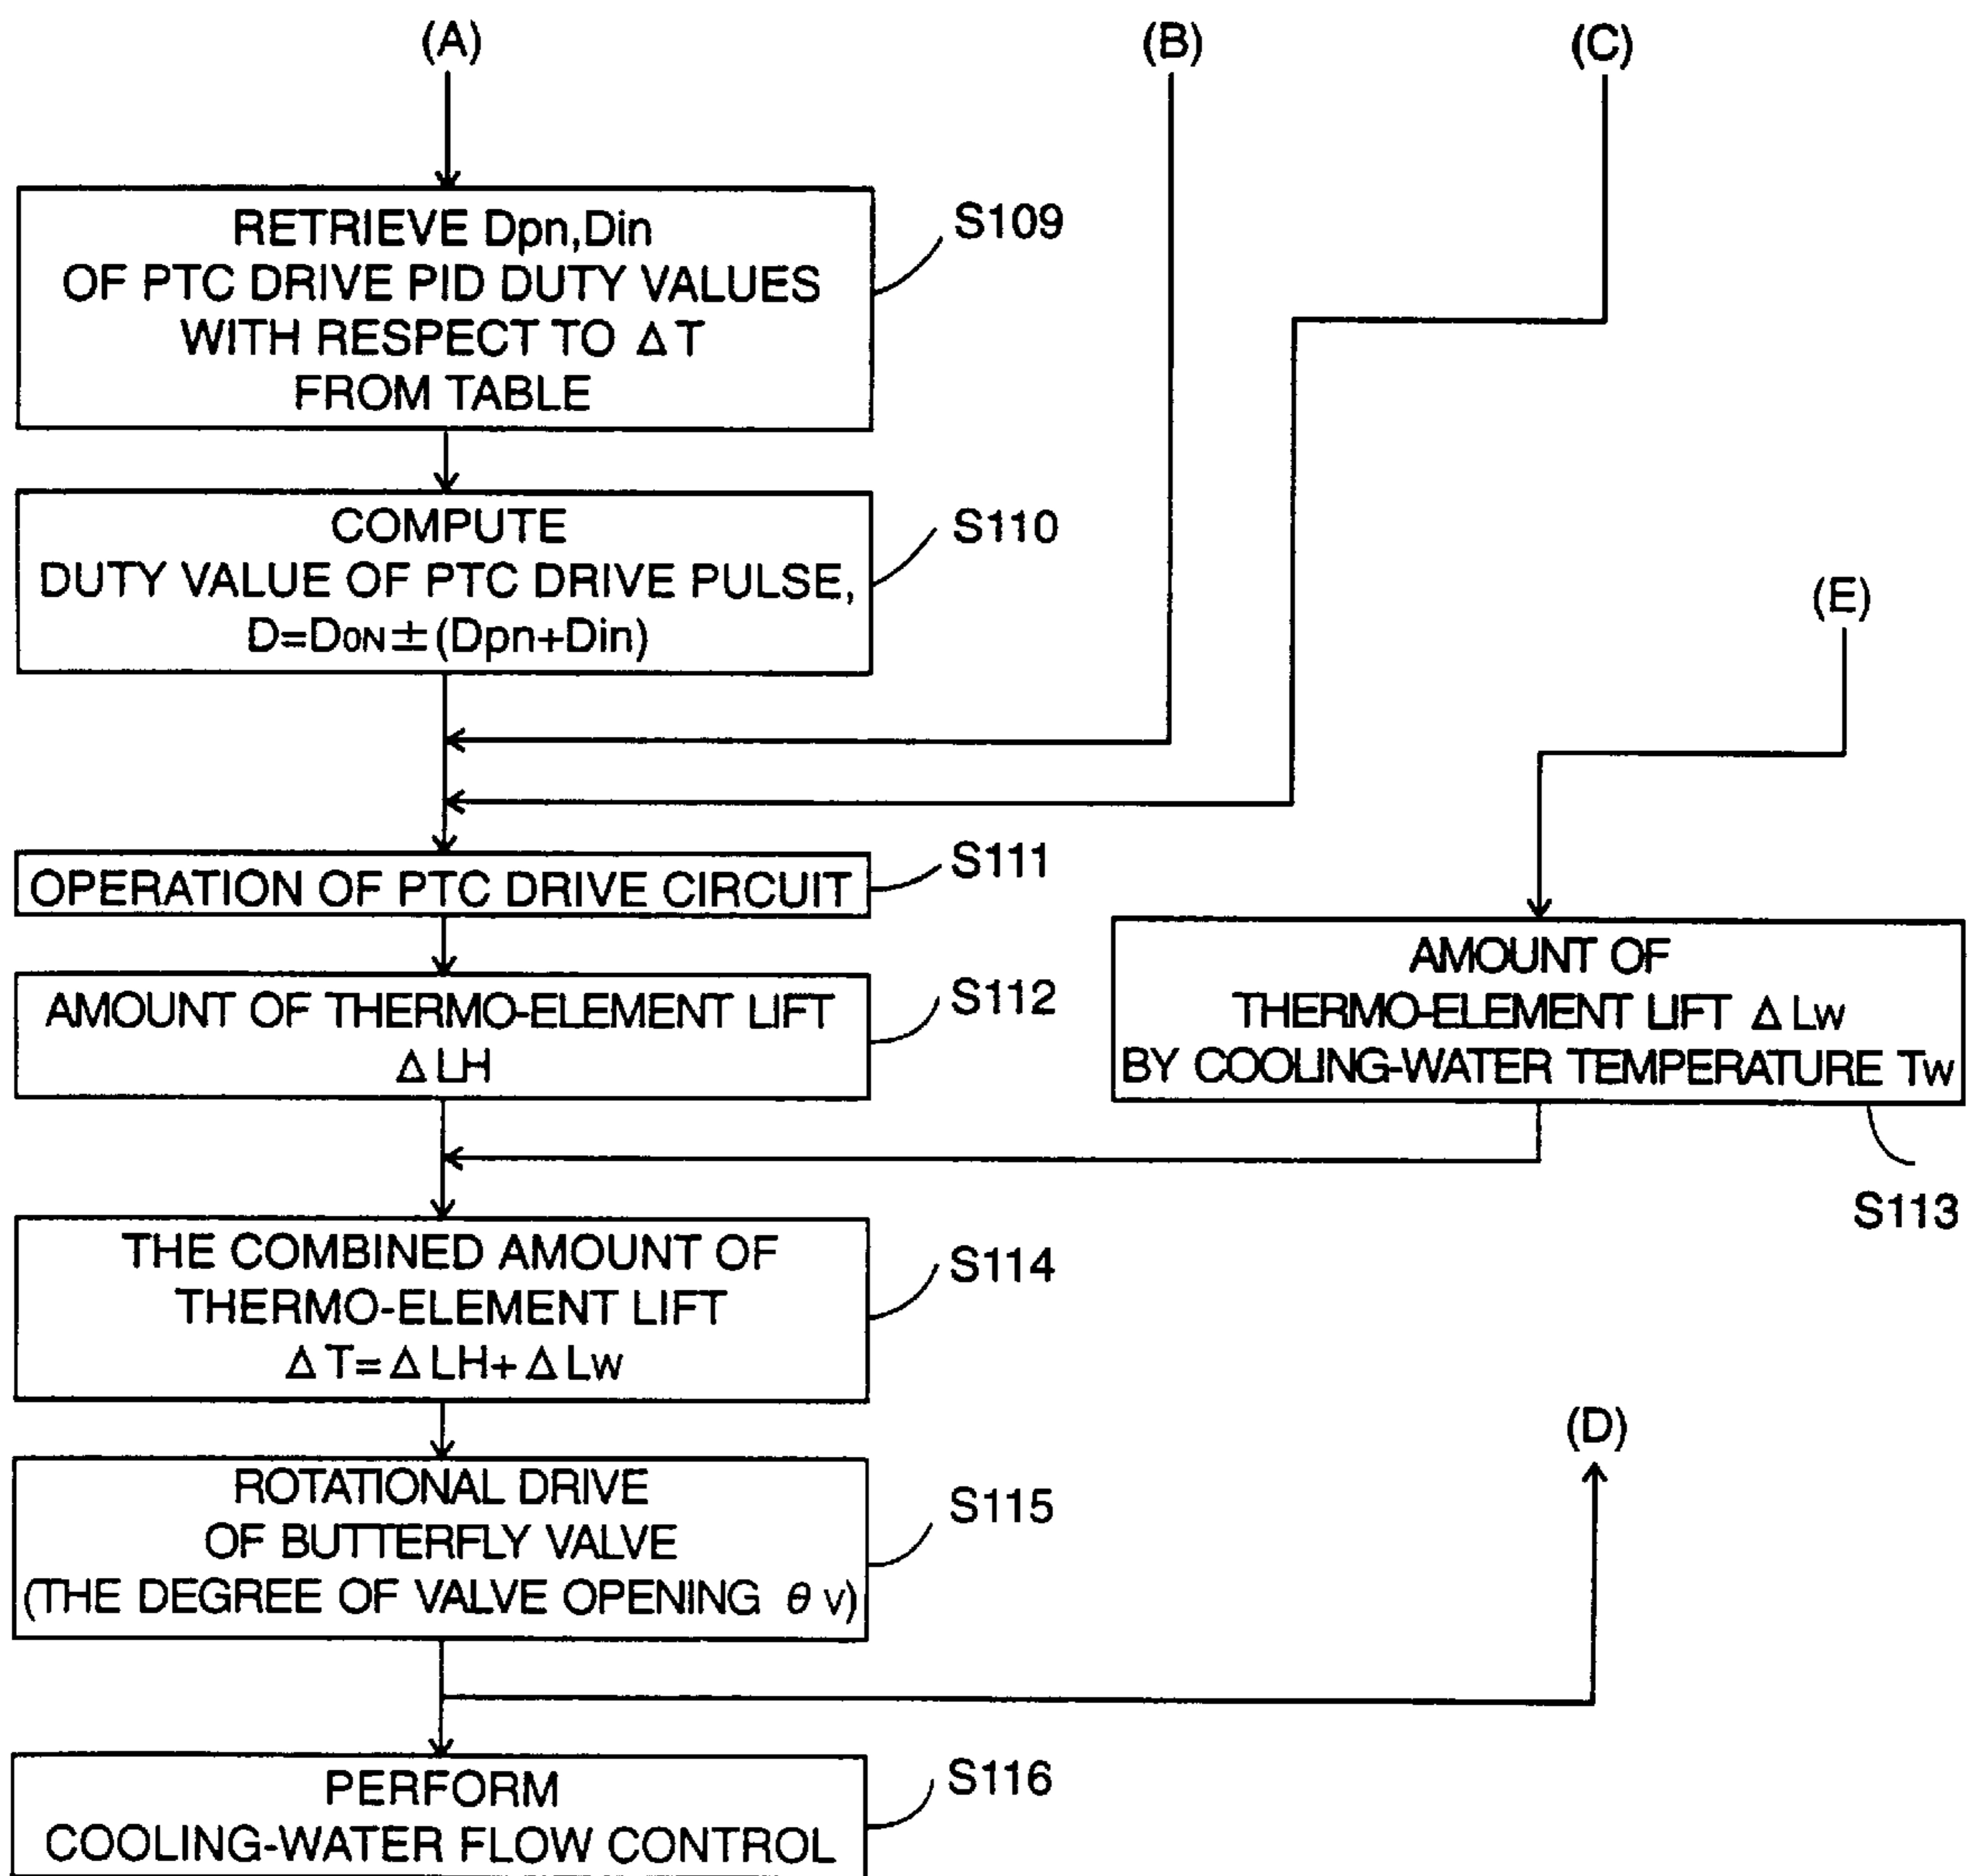 (A)
(B)
(C)
RETRIEVE Dpn,Din
OF PTC DRIVE PID DUTY VALUES
WITH RESPECT TO ΔT
FROM TABLE
S109
COMPUTE
DUTY VALUE OF PTC DRIVE PULSE,
D=DON±(Dpn+Din)
S110
(E)
OPERATION OF PTC DRIVE CIRCUIT
S111
AMOUNT OF THERMO-ELEMENT LIFT
ΔLH
S112
AMOUNT OF
THERMO-ELEMENT LIFT ΔLw
BY COOLING-WATER TEMPERATURE Tw
S113
THE COMBINED AMOUNT OF
THERMO-ELEMENT LIFT
ΔT=ΔLH+ΔLw
S114
(D)
ROTATIONAL DRIVE
OF BUTTERFLY VALVE
(THE DEGREE OF VALVE OPENING θv)
S115
PERFORM
COOLING-WATER FLOW CONTROL
S116